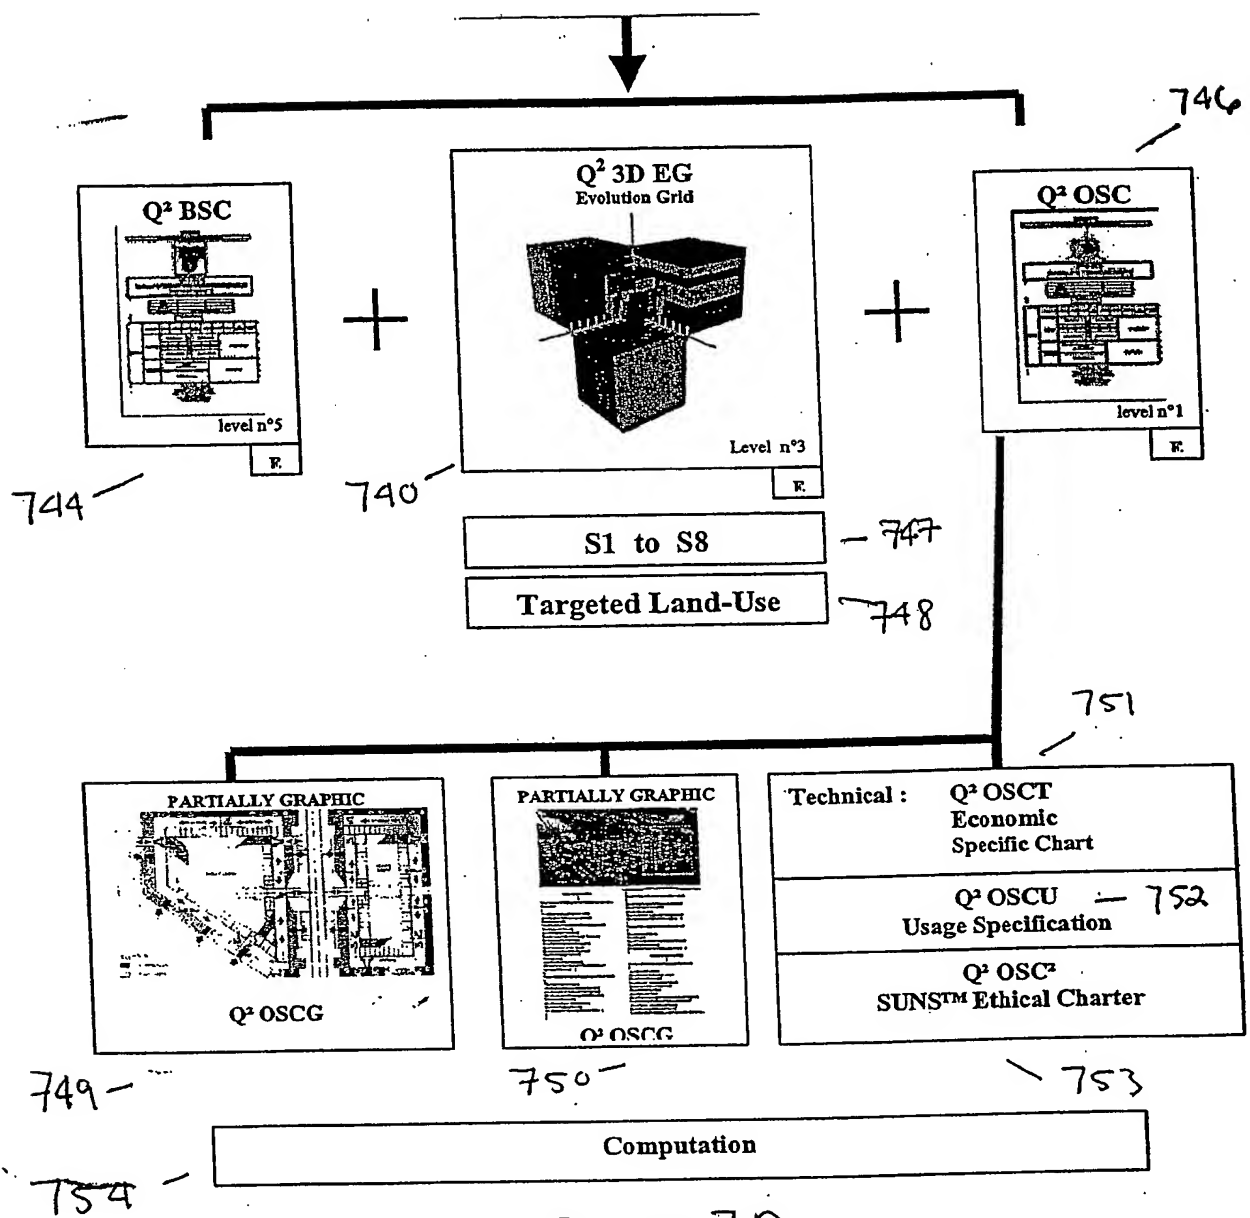 746
Q² BSC
level n°5
E
744
Q² 3D EG
Evolution Grid
Level n°3
E
740
Q² OSC
level n°1
E
S1 to S8
747
Targeted Land-Use
748
751
PARTIALLY GRAPHIC
Q² OSCG
749
PARTIALLY GRAPHIC
Q² OSCG
750
Technical : Q² OSCT
Economic
Specific Chart
Q² OSCU
752
Usage Specification
Q² OSC²
SUNS™ Ethical Charter
753
Computation
754